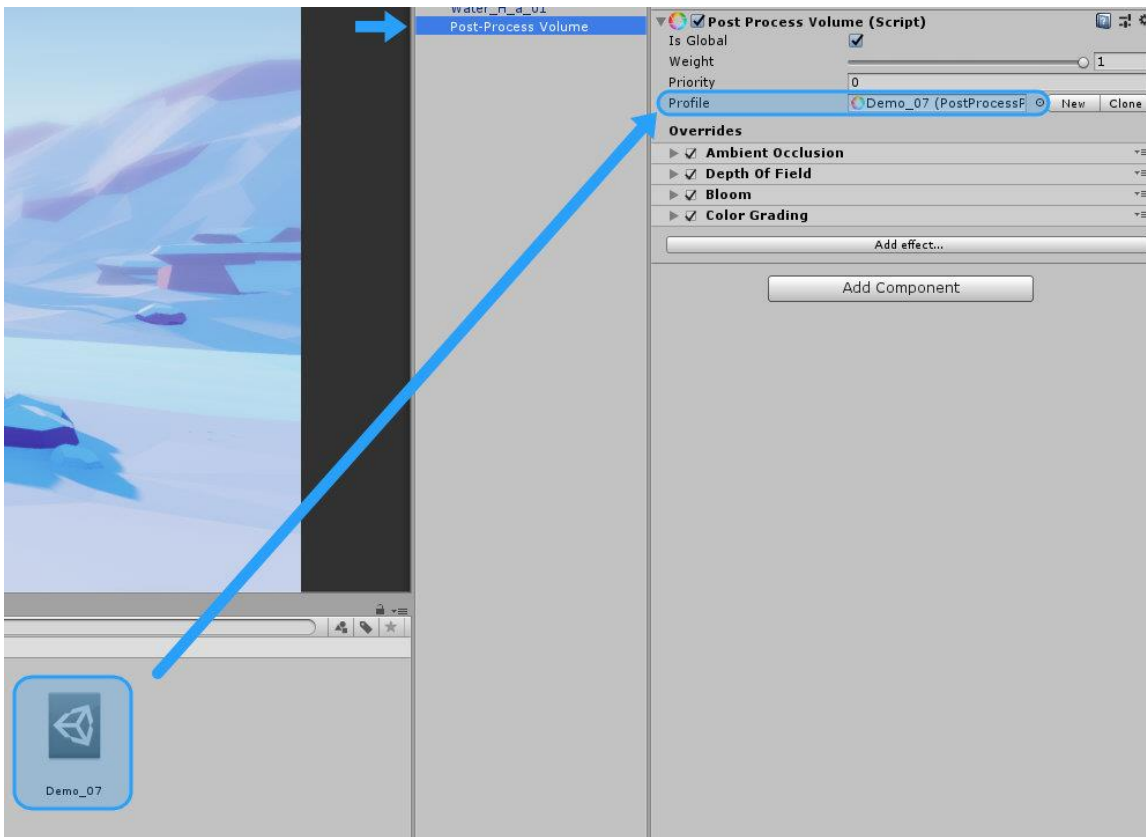 Water_H_a_01
Post-Process Volume
Post Process Volume (Script)
Is Global
Weight
1
Priority
0
Profile
Demo_07 (PostProcessP
New
Clone
Overrides
Ambient Occlusion
Depth Of Field
Bloom
Color Grading
Add effect...
Add Component
Demo_07